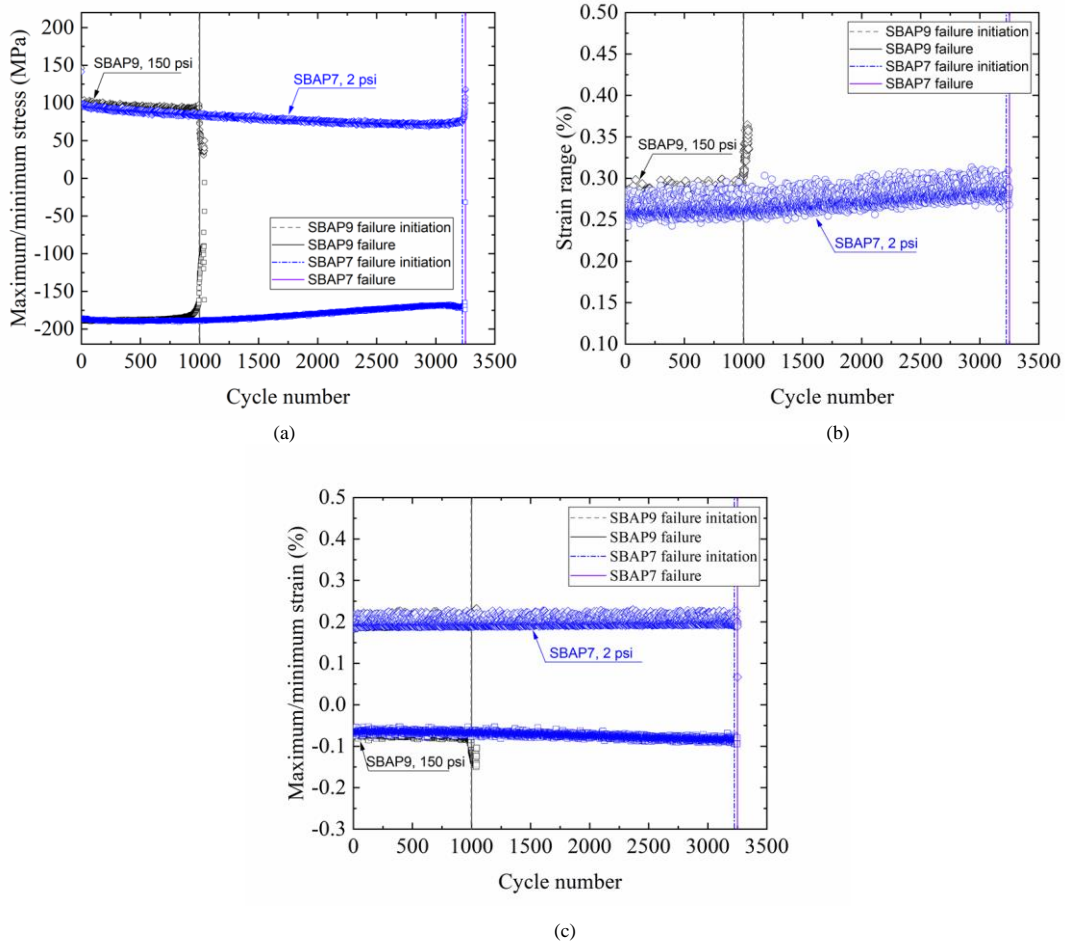 Maximum/minimum stress (MPa)
200
150
100
50
0
-50
-100
-150
-200
SBAP9, 150 psi
SBAP7, 2 psi
SBAP9 failure initiation
SBAP9 failure
SBAP7 failure initiation
SBAP7 failure
0 500 1000 1500 2000 2500 3000 3500
Cycle number
(a)
Strain range (%)
0.50
0.45
0.40
0.35
0.30
0.25
0.20
0.15
0.10
SBAP9 failure initiation
SBAP9 failure
SBAP7 failure initiation
SBAP7 failure
SBAP9, 150 psi
SBAP7, 2 psi
0 500 1000 1500 2000 2500 3000 3500
Cycle number
(b)
Maximum/minimum strain (%)
0.5
0.4
0.3
0.2
0.1
0.0
-0.1
-0.2
-0.3
SBAP9 failure initation
SBAP9 failure
SBAP7 failure initation
SBAP7 failure
SBAP7, 2 psi
SBAP9, 150 psi
0 500 1000 1500 2000 2500 3000 3500
Cycle number
(c)